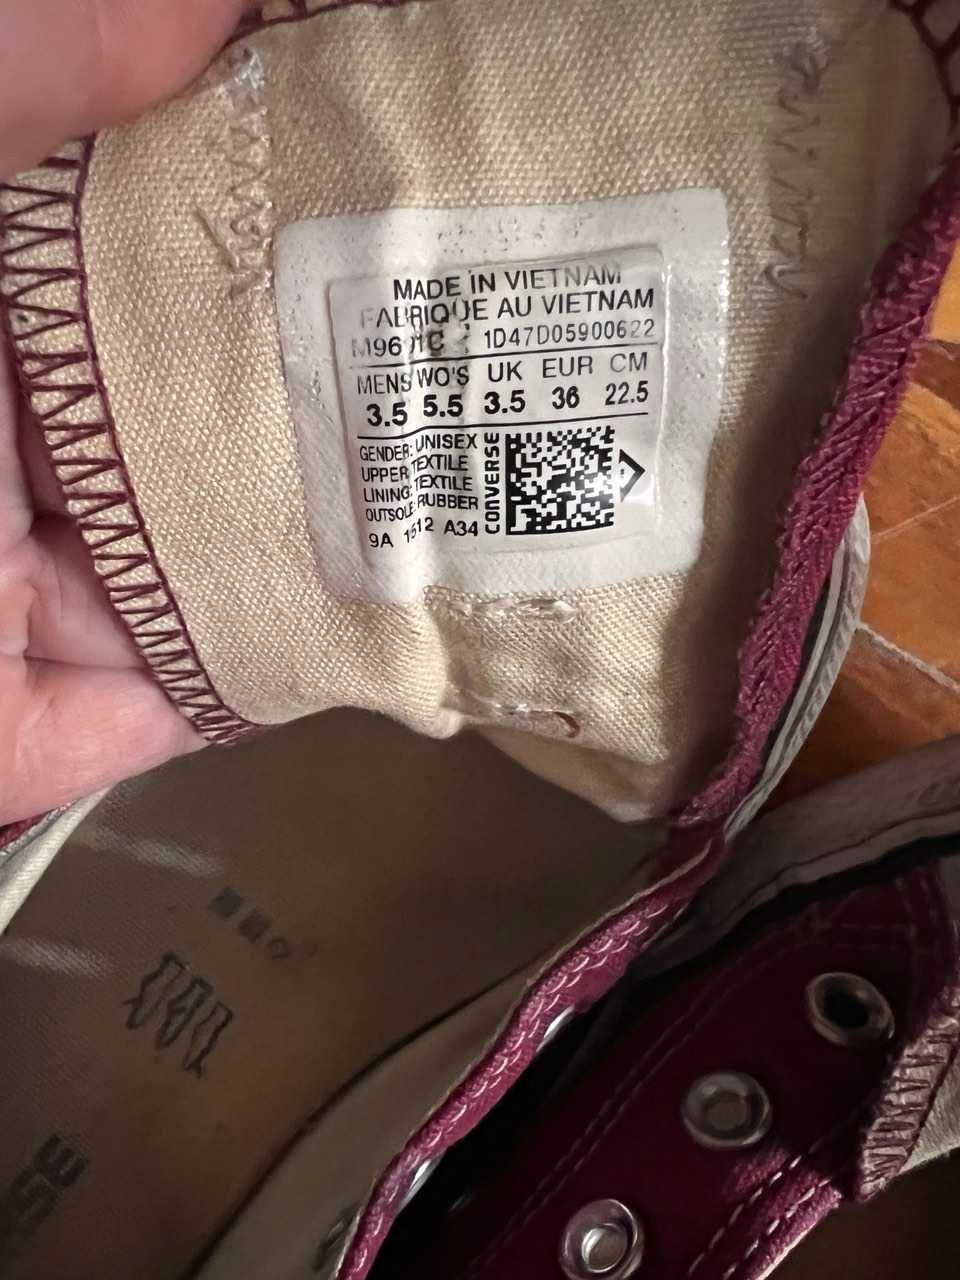 MADE IN VIETNAM
FABRIQUE AU VIETNAM
1D47D05900622
MENS WO'S UK EUR CM
3.5 5.5 3.5 36 22.5
GENDER: UNISEX
UPPER: TEXTILE
LINING: TEXTILE
OUTSOLE: RUBBER
9A 1512 A34
CONVERSE